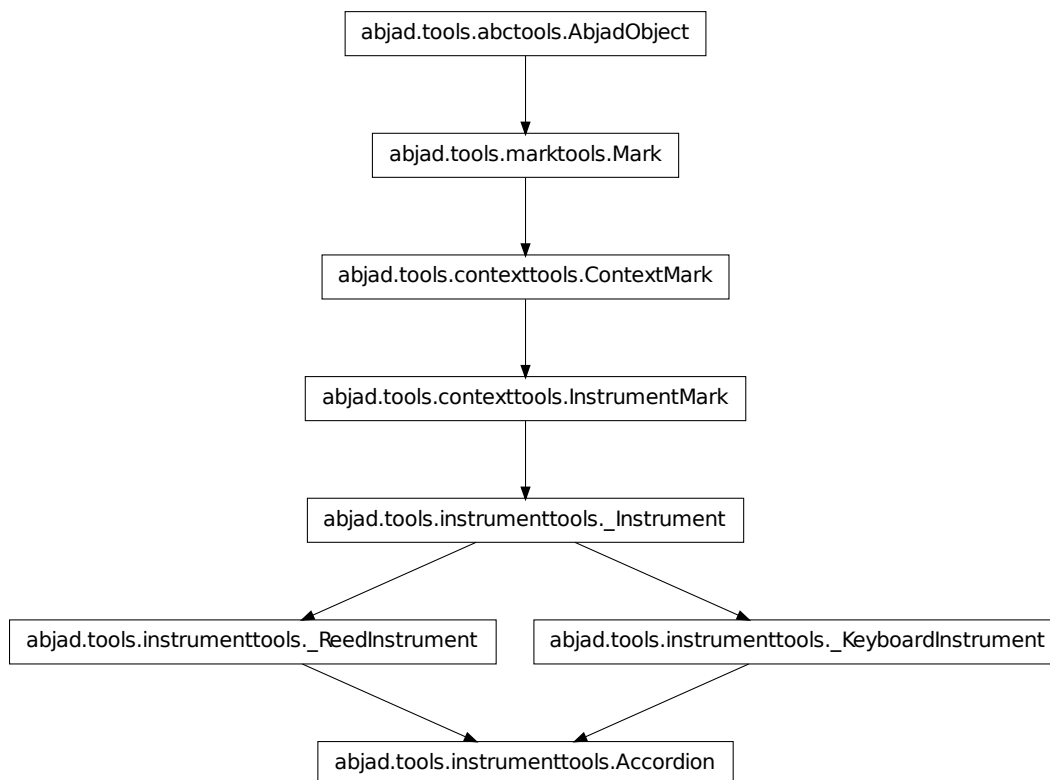 abjad.tools.abctools.AbjadObject
abjad.tools.marktools.Mark
abjad.tools.contexttools.ContextMark
abjad.tools.contexttools.InstrumentMark
abjad.tools.instrumenttools._Instrument
abjad.tools.instrumenttools._ReedInstrument
abjad.tools.instrumenttools._KeyboardInstrument
abjad.tools.instrumenttools.Accordion